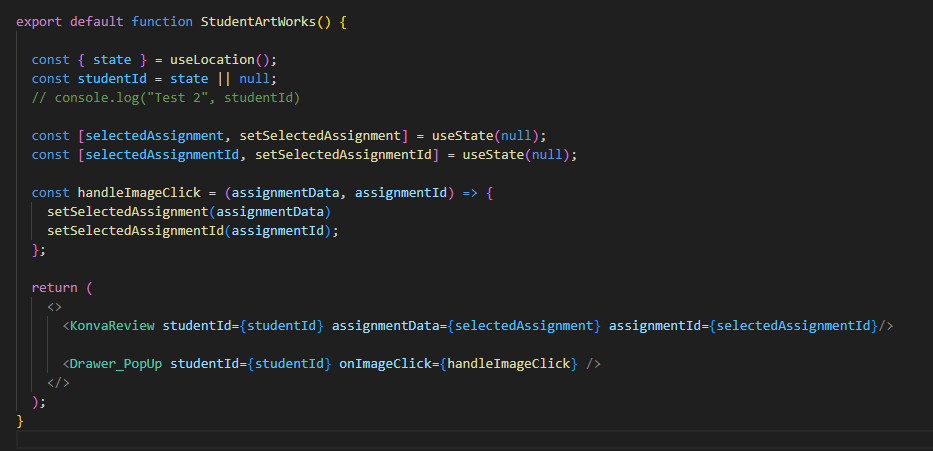 export default function StudentArtWorks() {
const { state } = useLocation();
const studentId = state || null;
// console.log("Test 2", studentId)
const [selectedAssignment, setSelectedAssignment] = useState(null);
const [selectedAssignmentId, setSelectedAssignmentId] = useState(null);
const handleImageClick = (assignmentData, assignmentId) => {
setSelectedAssignment(assignmentData)
setSelectedAssignmentId(assignmentId);
};
return (
<>
<KonvaReview studentId={studentId} assignmentData={selectedAssignment} assignmentId={selectedAssignmentId}/>
<Drawer_PopUp studentId={studentId} onImageClick={handleImageClick} />
</>
);
}